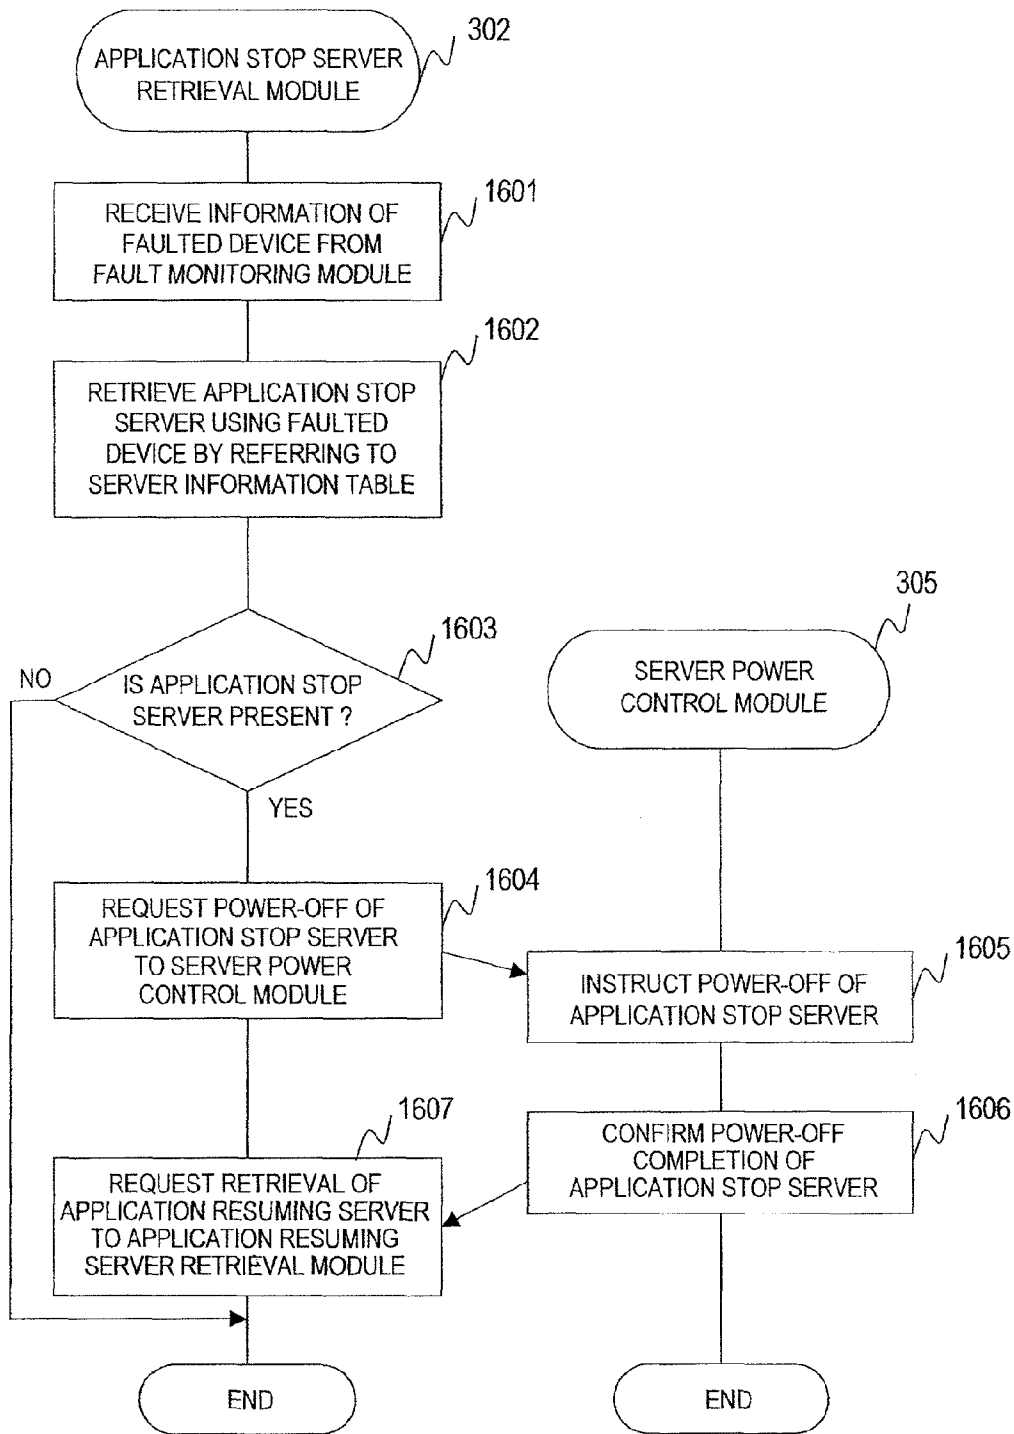 302
APPLICATION STOP SERVER
RETRIEVAL MODULE
1601
RECEIVE INFORMATION OF
FAULTED DEVICE FROM
FAULT MONITORING MODULE
1602
RETRIEVE APPLICATION STOP
SERVER USING FAULTED
DEVICE BY REFERRING TO
SERVER INFORMATION TABLE
1603
NO
IS APPLICATION STOP
SERVER PRESENT ?
YES
305
SERVER POWER
CONTROL MODULE
1604
REQUEST POWER-OFF OF
APPLICATION STOP SERVER
TO SERVER POWER
CONTROL MODULE
1605
INSTRUCT POWER-OFF OF
APPLICATION STOP SERVER
1606
CONFIRM POWER-OFF
COMPLETION OF
APPLICATION STOP SERVER
1607
REQUEST RETRIEVAL OF
APPLICATION RESUMING SERVER
TO APPLICATION RESUMING
SERVER RETRIEVAL MODULE
END
END